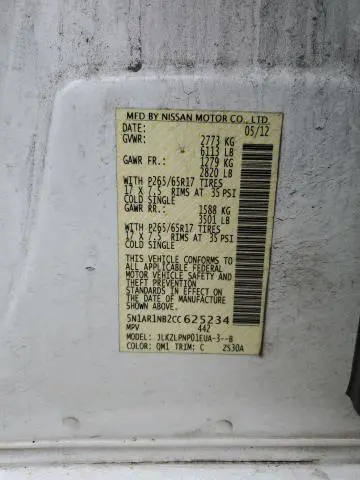 MFD BY NISSAN MOTOR CO., LTD.
DATE: 05/12
GVWR: 2773 KG
6113 LB
GAWR FR.: 1279 KG
2820 LB
WITH P265/65R17 TIRES
17 X 7.5 RIMS AT 35 PSI
COLD SINGLE
GAWR RR.: 1588 KG
3501 LB
WITH P265/65R17 TIRES
17 X 7.5 RIMS AT 35 PSI
COLD SINGLE
THIS VEHICLE CONFORMS TO
ALL APPLICABLE FEDERAL
MOTOR VEHICLE SAFETY
STANDARDS IN EFFECT ON
THE DATE OF MANUFACTURE
SHOWN ABOVE.
5N1AR1NB2CC625234
MPV 442
MODEL: JLKZLPNP01EUA-3--B
COLOR: QM1 TRIM: C ZS30A